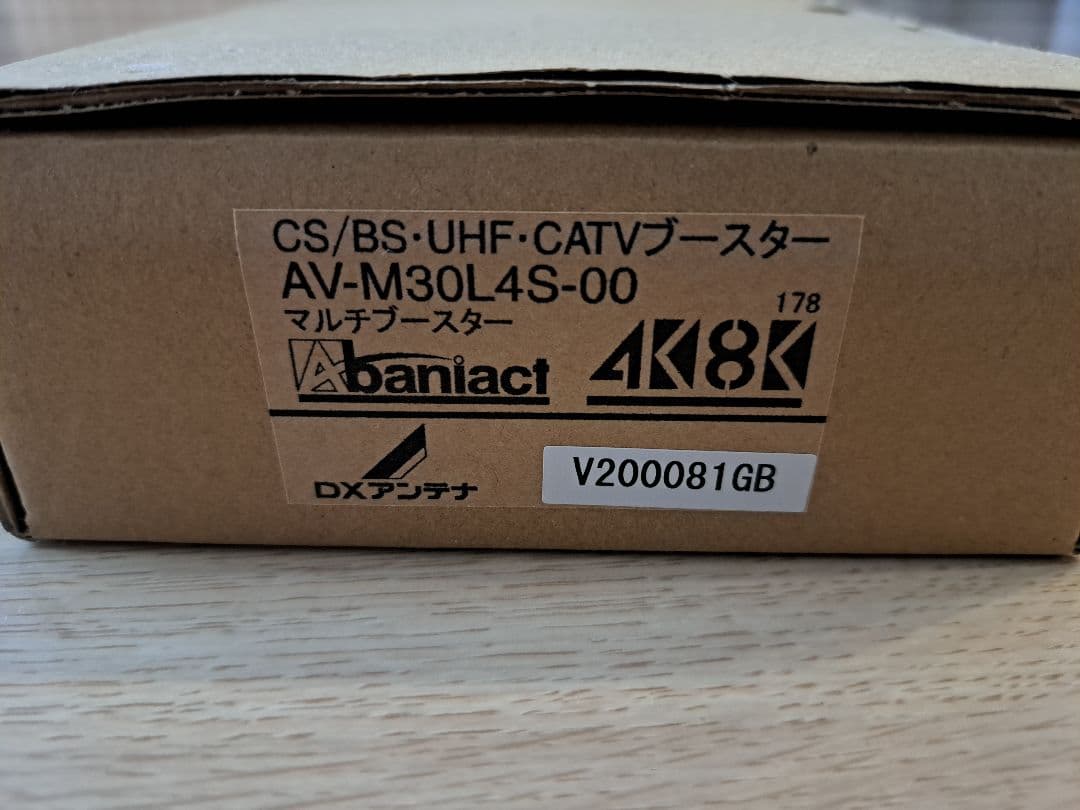 CS/BS・UHF・CATVブースター
AV-M30L4S-00
178
マルチブースター
Abaniact
4K8K
DXアンテナ
V200081GB